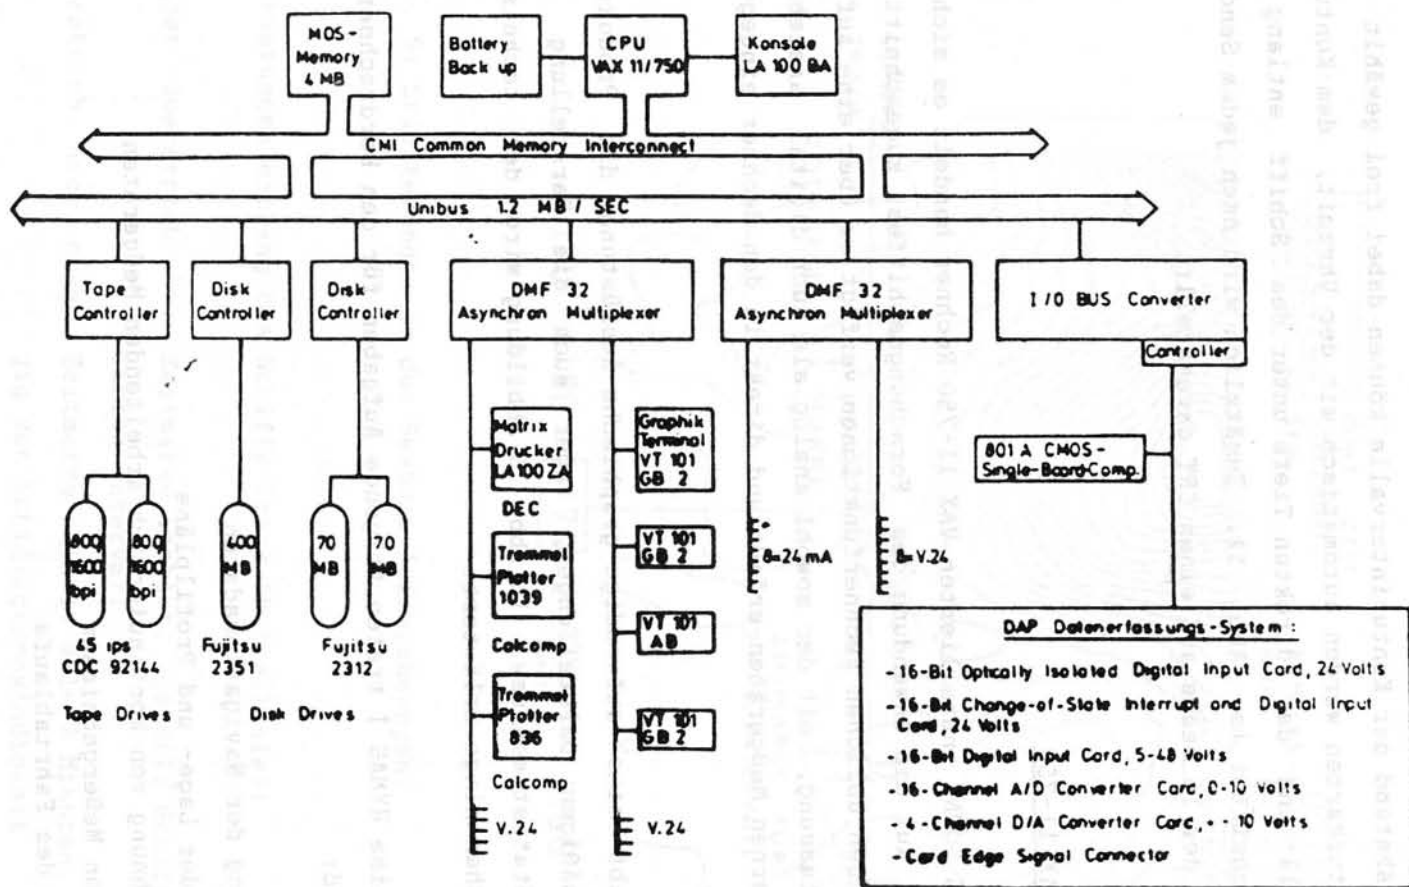 MOS-
Memory
4 MB
Battery
Back up
CPU
VAX 11/750
Konsole
LA 100 BA
CMI Common Memory Interconnect
Unibus 1.2 MB / SEC
Tape
Controller
Disk
Controller
Disk
Controller
DMF 32
Asynchron Multiplexer
DMF 32
Asynchron Multiplexer
I/O BUS Converter
Controller
Matrix
Drucker
LA100 ZA
DEC
Graphik
Terminal
VT 101
GB 2
801 A CMOS-
Single-Board-Comp.
800/
1600
bpi
800/
1600
bpi
400
MB
70
MB
70
MB
Trommel
Plotter
1039
Calcomp
VT 101
GB 2
8=24mA
8=V.24
45 ips
CDC 92144
Fujitsu
2351
Fujitsu
2312
VT 101
AB
Tape Drives
Disk Drives
Trommel
Plotter
836
Calcomp
VT 101
GB 2
V.24
V.24
DAP Datenerfassungs-System :
-16-Bit Optically Isolated Digital Input Card, 24 Volts
-16-Bit Change-of-State Interrupt and Digital Input
Card, 24 Volts
-16-Bit Digital Input Card, 5-48 Volts
-16-Channel A/D Converter Card, 0-10 Volts
-4-Channel D/A Converter Card, +- 10 Volts
-Card Edge Signal Connector